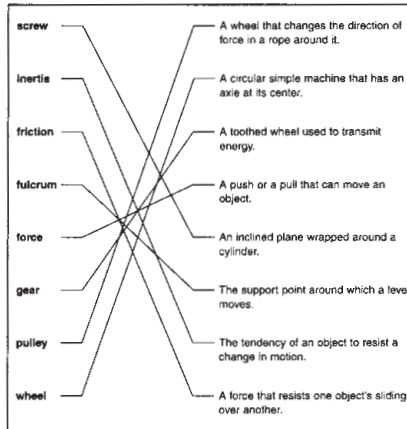 screw
A wheel that changes the direction of
force in a rope around it.
inertia
A circular simple machine that has an
axle at its center.
friction
A toothed wheel used to transmit
energy.
fulcrum
A push or a pull that can move an
object.
force
An inclined plane wrapped around a
cylinder.
gear
The support point around which a leve
moves.
pulley
The tendency of an object to resist a
change in motion.
wheel
A force that resists one object's sliding
over another.